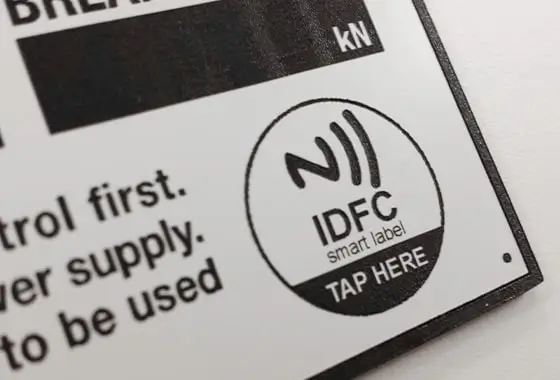 kN
trol first.
ver supply.
to be used
IDFC
smart label
TAP HERE